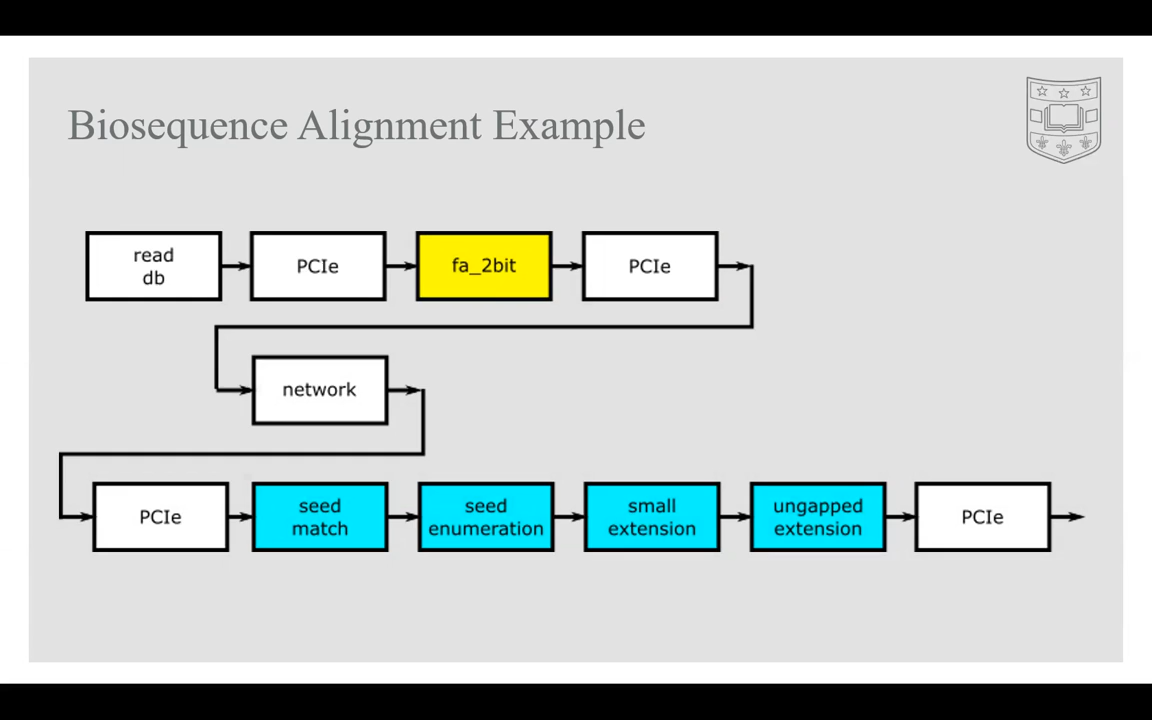 Biosequence Alignment Example
read
db
PCIe
fa_2bit
PCIe
network
PCIe
seed
match
seed
enumeration
small
extension
ungapped
extension
PCIe